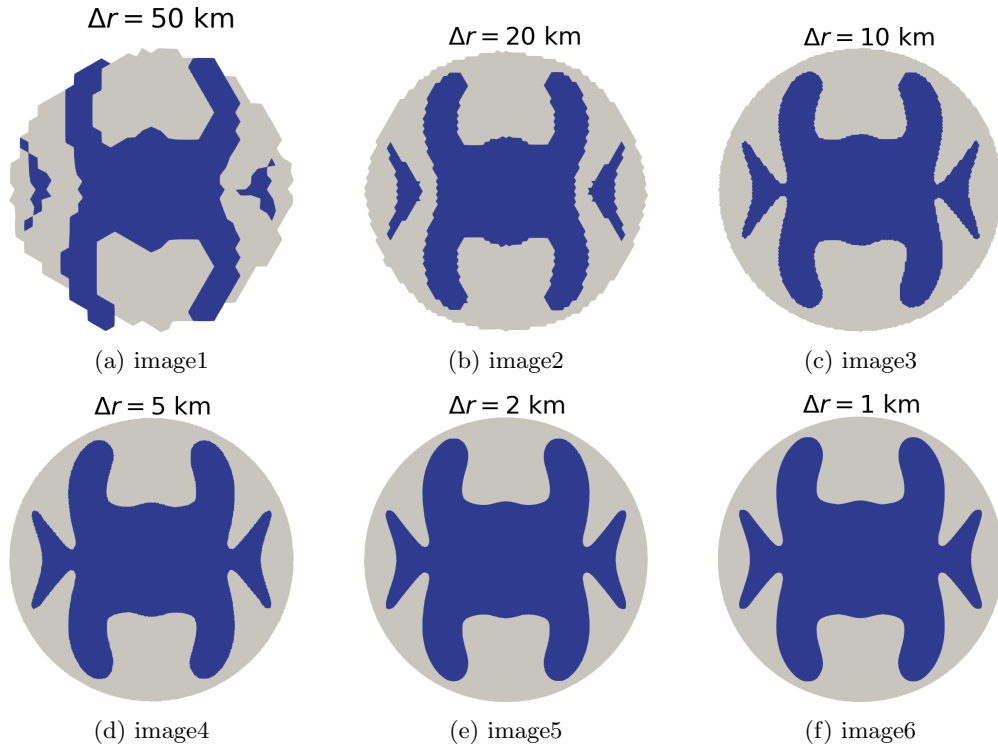 Δr = 50 km
Δr = 20 km
Δr = 10 km
(a) image1
(b) image2
(c) image3
Δr = 5 km
Δr = 2 km
Δr = 1 km
(d) image4
(e) image5
(f) image6